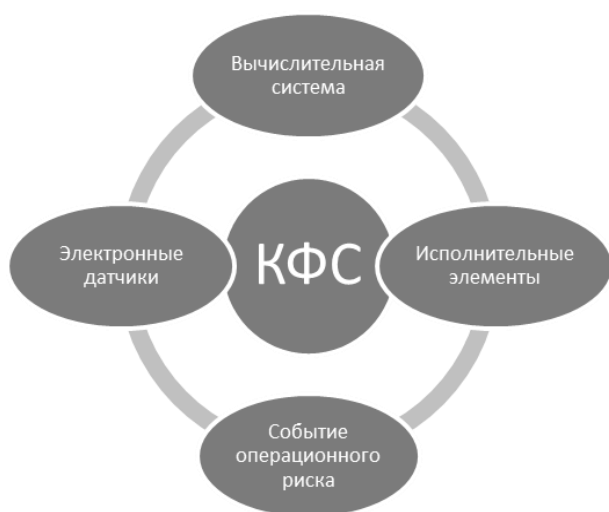 Вычислительная
система
Электронные
датчики
КФС
Исполнительные
элементы
Событие
операционного
риска